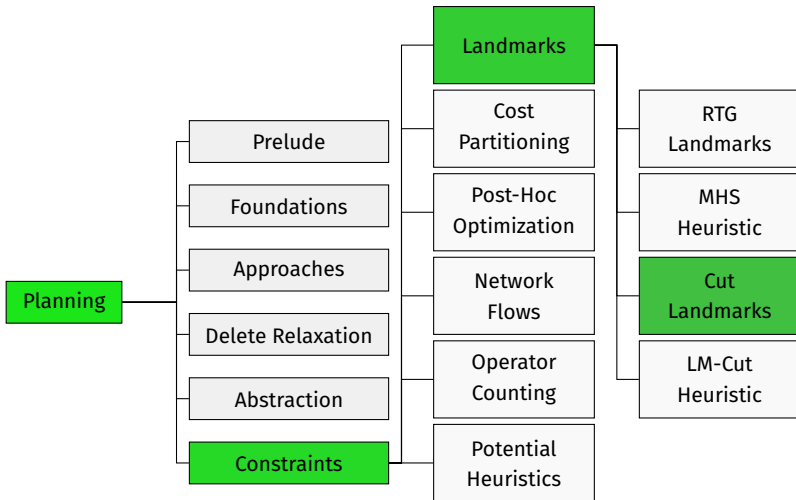 Planning
Prelude
Foundations
Approaches
Delete Relaxation
Abstraction
Constraints
Landmarks
Cost
Partitioning
Post-Hoc
Optimization
Network
Flows
Operator
Counting
Potential
Heuristics
RTG
Landmarks
MHS
Heuristic
Cut
Landmarks
LM-Cut
Heuristic